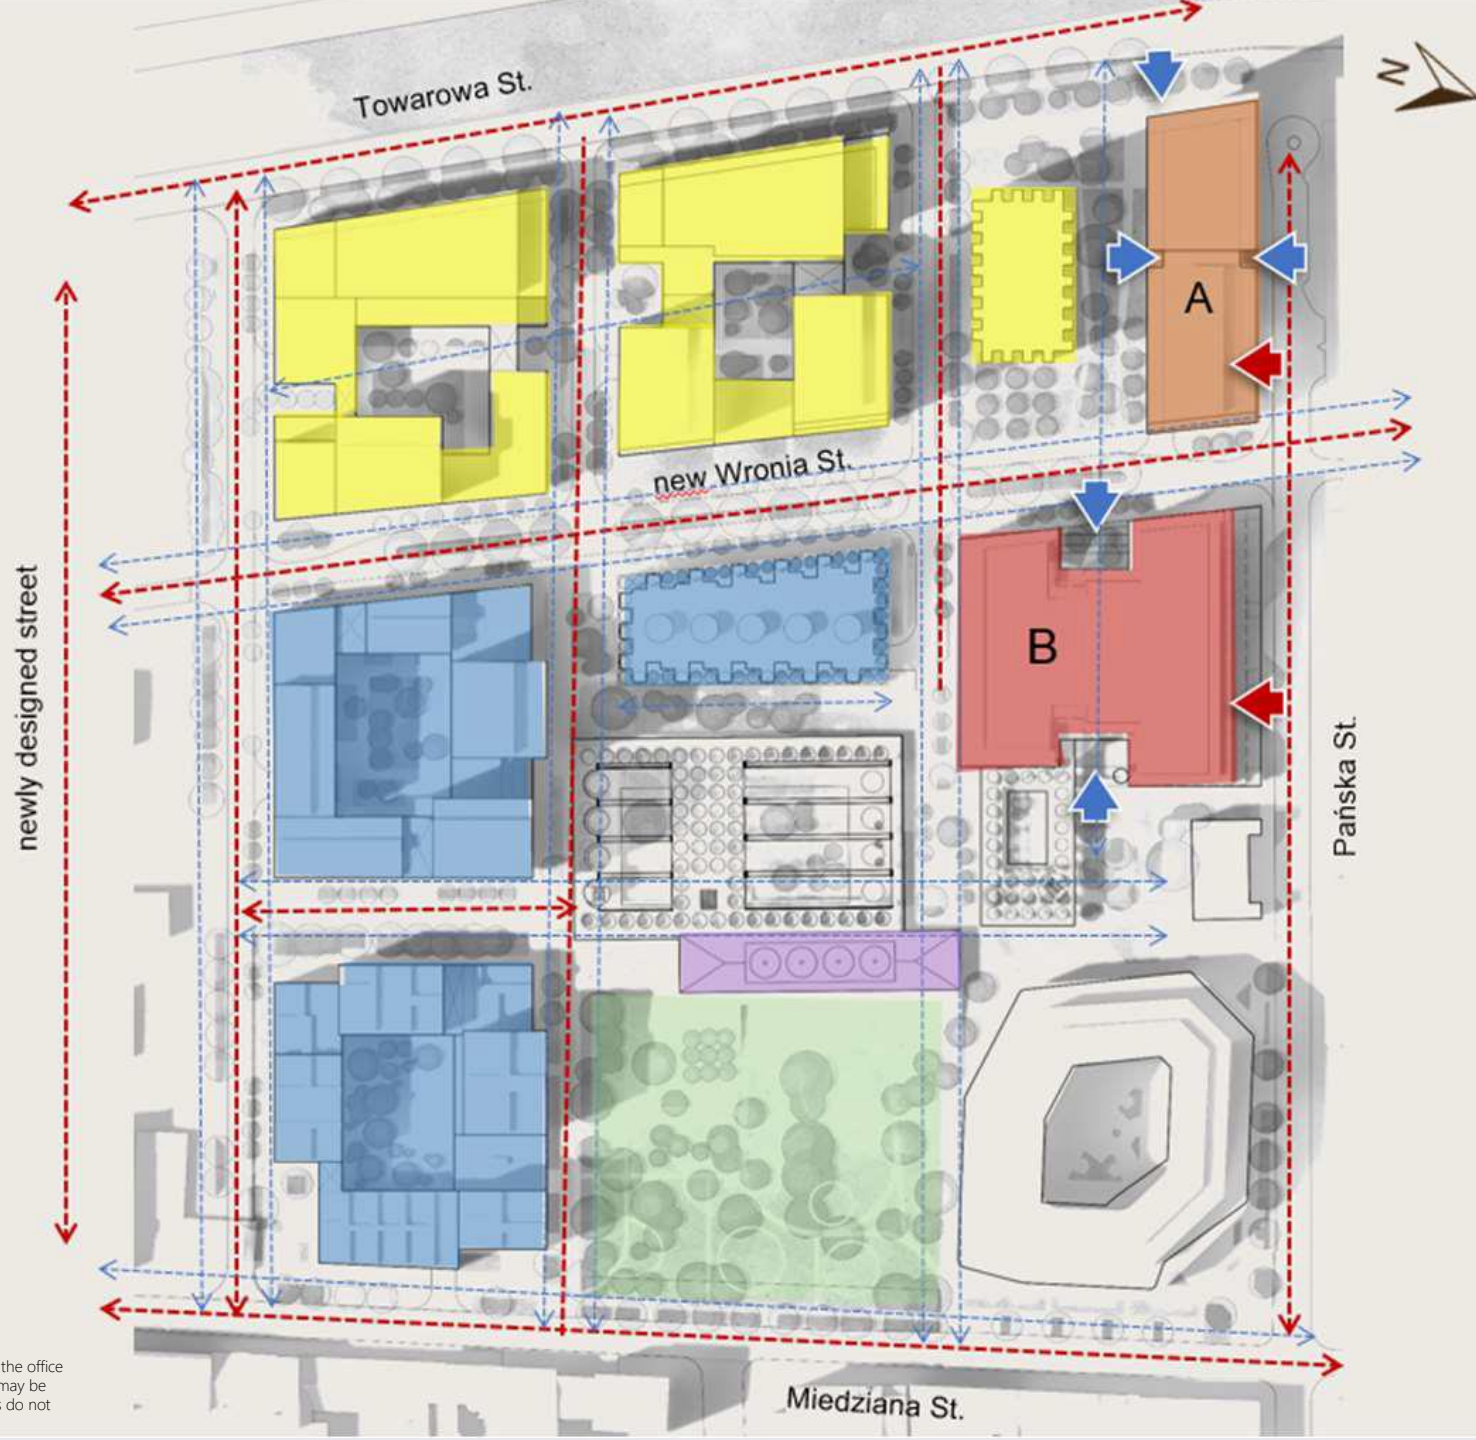 Towarowa St.
N
A
new Wronia St.
newly designed street
B
Pańska St.
the office
may be
s do not
Miedziana St.